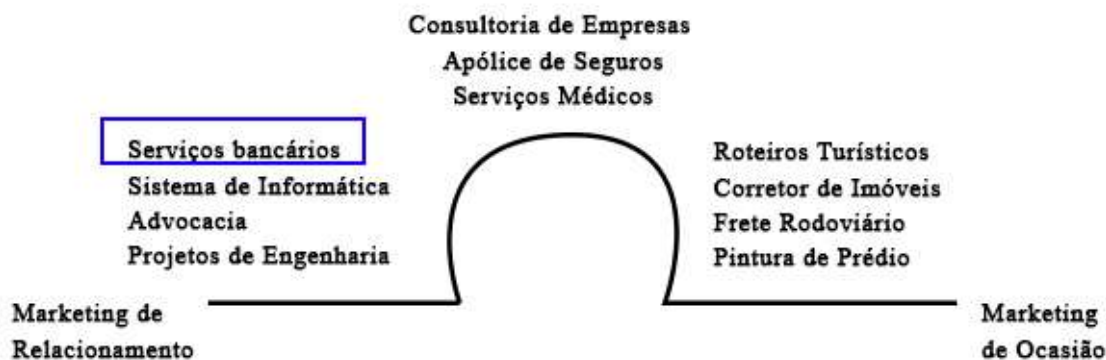 Consultoria de Empresas
Apólice de Seguros
Serviços Médicos
Serviços bancários
Sistema de Informática
Advocacia
Projetos de Engenharia
Roteiros Turísticos
Corretor de Imóveis
Frete Rodoviário
Pintura de Prédio
Marketing de
Relacionamento
Marketing
de Ocasião